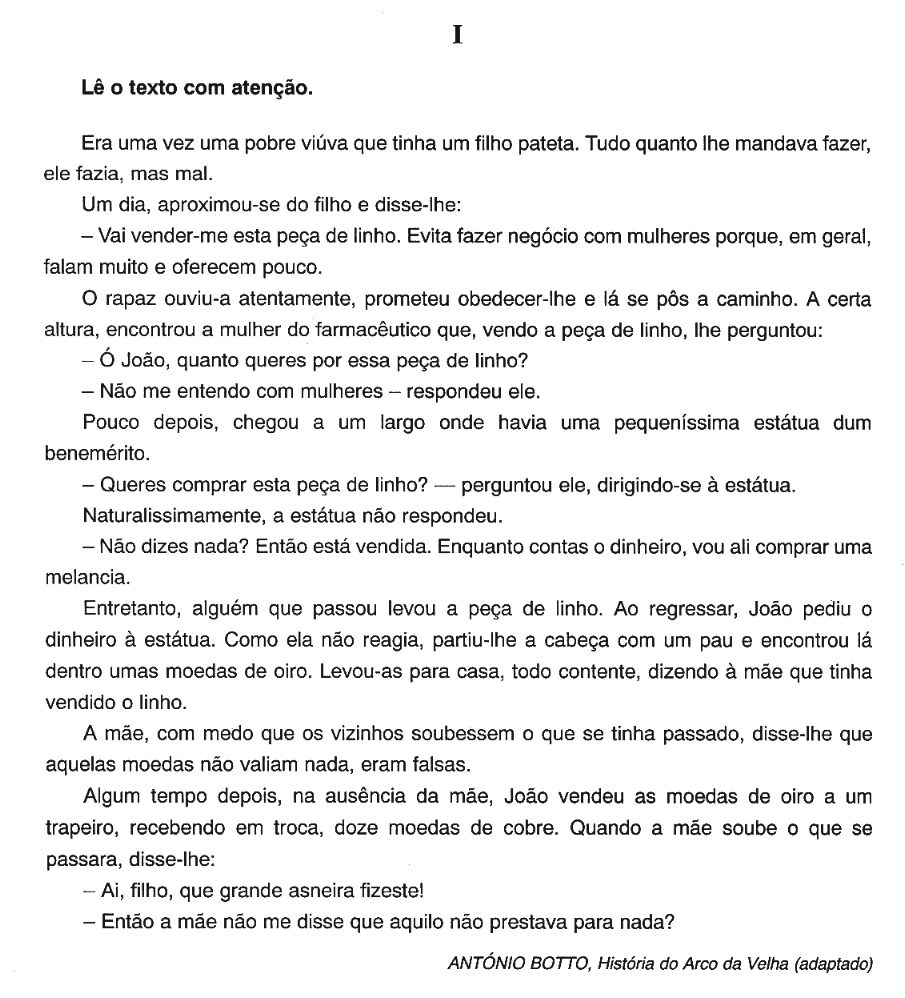 I
Lê o texto com atenção.
Era uma vez uma pobre viúva que tinha um filho pateta. Tudo quanto lhe mandava fazer,
ele fazia, mas mal.
Um dia, aproximou-se do filho e disse-lhe:
– Vai vender-me esta peça de linho. Evita fazer negócio com mulheres porque, em geral,
falam muito e oferecem pouco.
O rapaz ouviu-a atentamente, prometeu obedecer-lhe e lá se pôs a caminho. A certa
altura, encontrou a mulher do farmacêutico que, vendo a peça de linho, lhe perguntou:
– Ó João, quanto queres por essa peça de linho?
– Não me entendo com mulheres – respondeu ele.
Pouco depois, chegou a um largo onde havia uma pequeníssima estátua dum
benemérito.
– Queres comprar esta peça de linho? — perguntou ele, dirigindo-se à estátua.
Naturalissimamente, a estátua não respondeu.
– Não dizes nada? Então está vendida. Enquanto contas o dinheiro, vou ali comprar uma
melancia.
Entretanto, alguém que passou levou a peça de linho. Ao regressar, João pediu o
dinheiro à estátua. Como ela não reagia, partiu-lhe a cabeça com um pau e encontrou lá
dentro umas moedas de oiro. Levou-as para casa, todo contente, dizendo à mãe que tinha
vendido o linho.
A mãe, com medo que os vizinhos soubessem o que se tinha passado, disse-lhe que
aquelas moedas não valiam nada, eram falsas.
Algum tempo depois, na ausência da mãe, João vendeu as moedas de oiro a um
trapeiro, recebendo em troca, doze moedas de cobre. Quando a mãe soube o que se
passara, disse-lhe:
– Ai, filho, que grande asneira fizeste!
– Então a mãe não me disse que aquilo não prestava para nada?
ANTÓNIO BOTTO, História do Arco da Velha (adaptado)